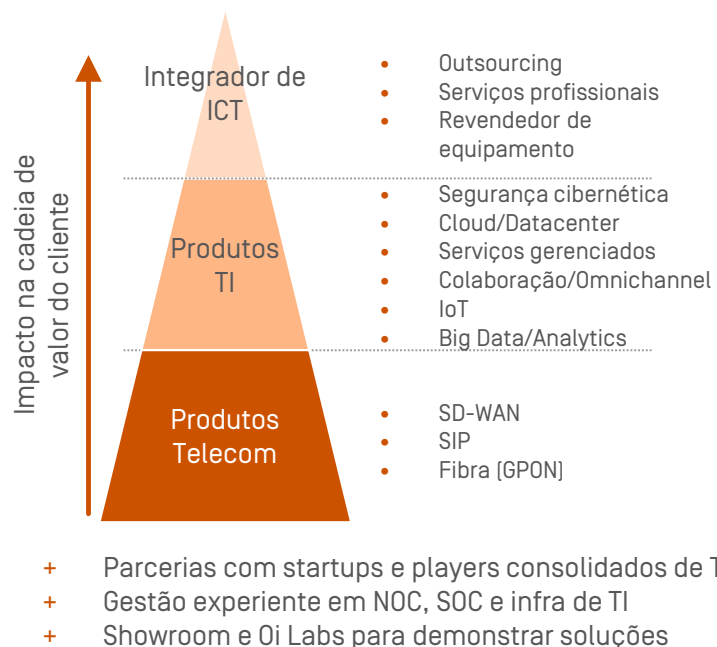 Impacto na cadeia de
valor do cliente
Integrador de
ICT
• Outsourcing
• Serviços profissionais
• Revendedor de
equipamento
Produtos
TI
• Segurança cibernética
• Cloud/Datacenter
• Serviços gerenciados
• Colaboração/Omnichannel
• IoT
• Big Data/Analytics
Produtos
Telecom
• SD-WAN
• SIP
• Fibra (GPON)
+ Parcerias com startups e players consolidados de
+ Gestão experiente em NOC, SOC e infra de TI
+ Showroom e Oi Labs para demonstrar soluções